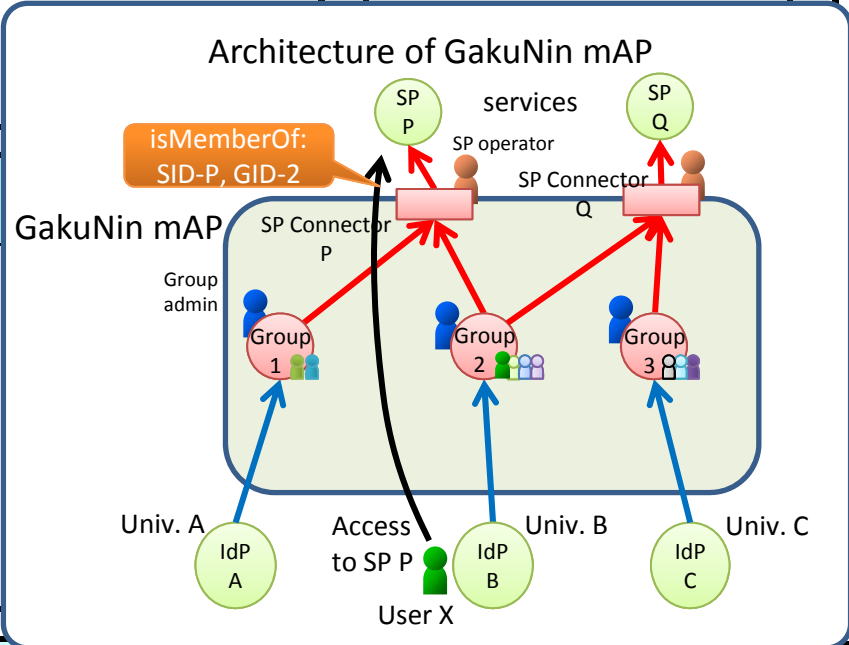 Architecture of GakuNin mAP
SP
P
services
SP
Q
isMemberOf:
SID-P, GID-2
SP operator
SP Connector
Q
GakuNin mAP
SP Connector
P
Group
admin
Group
1
Group
2
Group
3
Univ. A
Access
to SP P
Univ. B
Univ. C
IdP
A
IdP
B
IdP
C
User X